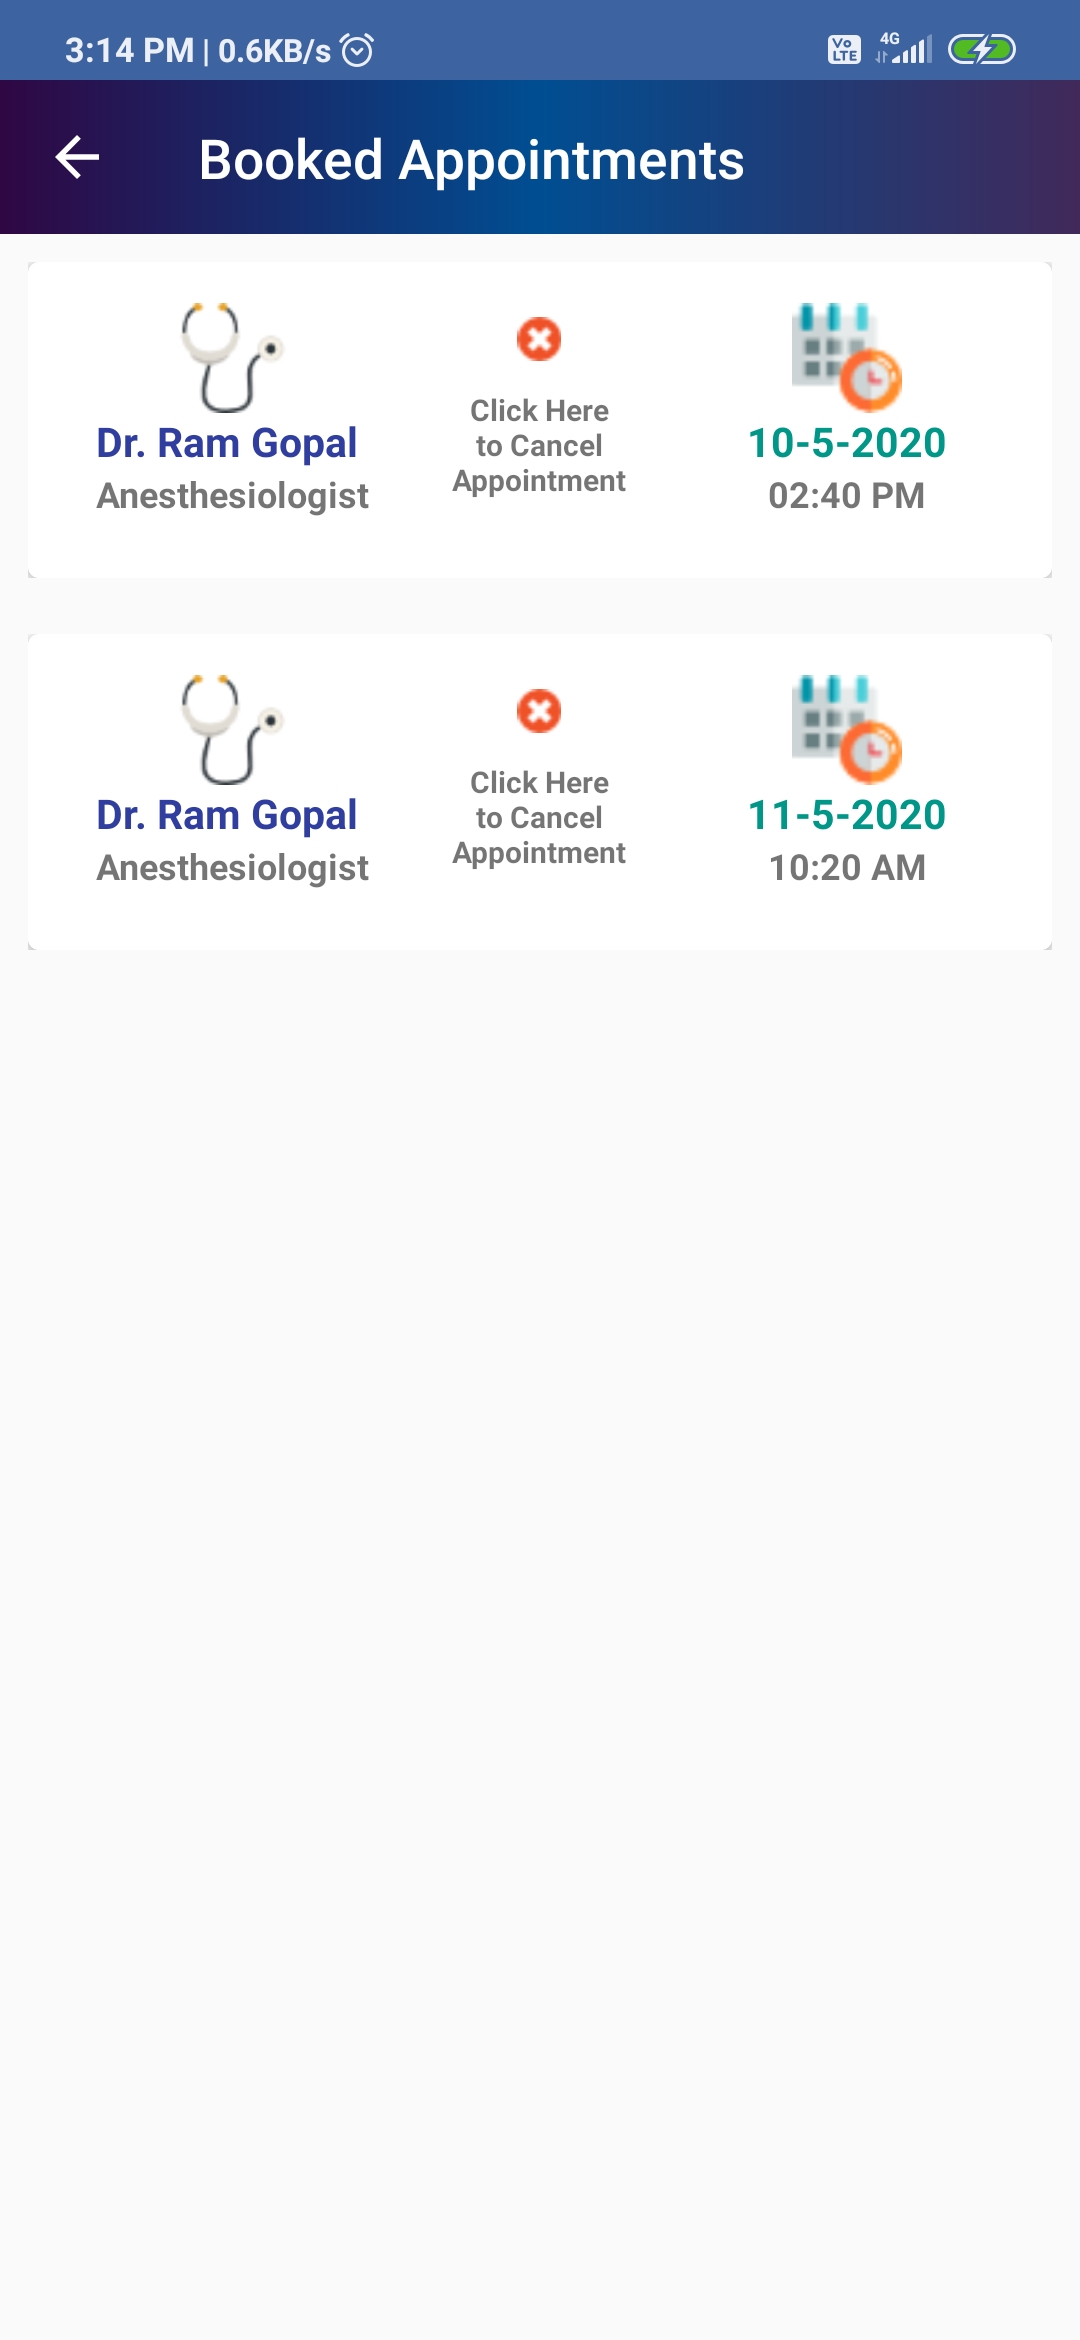 3:14 PM | 0.6KB/s
Vo LTE 4G
Booked Appointments
Dr. Ram Gopal
Anesthesiologist
Click Here
to Cancel
Appointment
10-5-2020
02:40 PM
Dr. Ram Gopal
Anesthesiologist
Click Here
to Cancel
Appointment
11-5-2020
10:20 AM